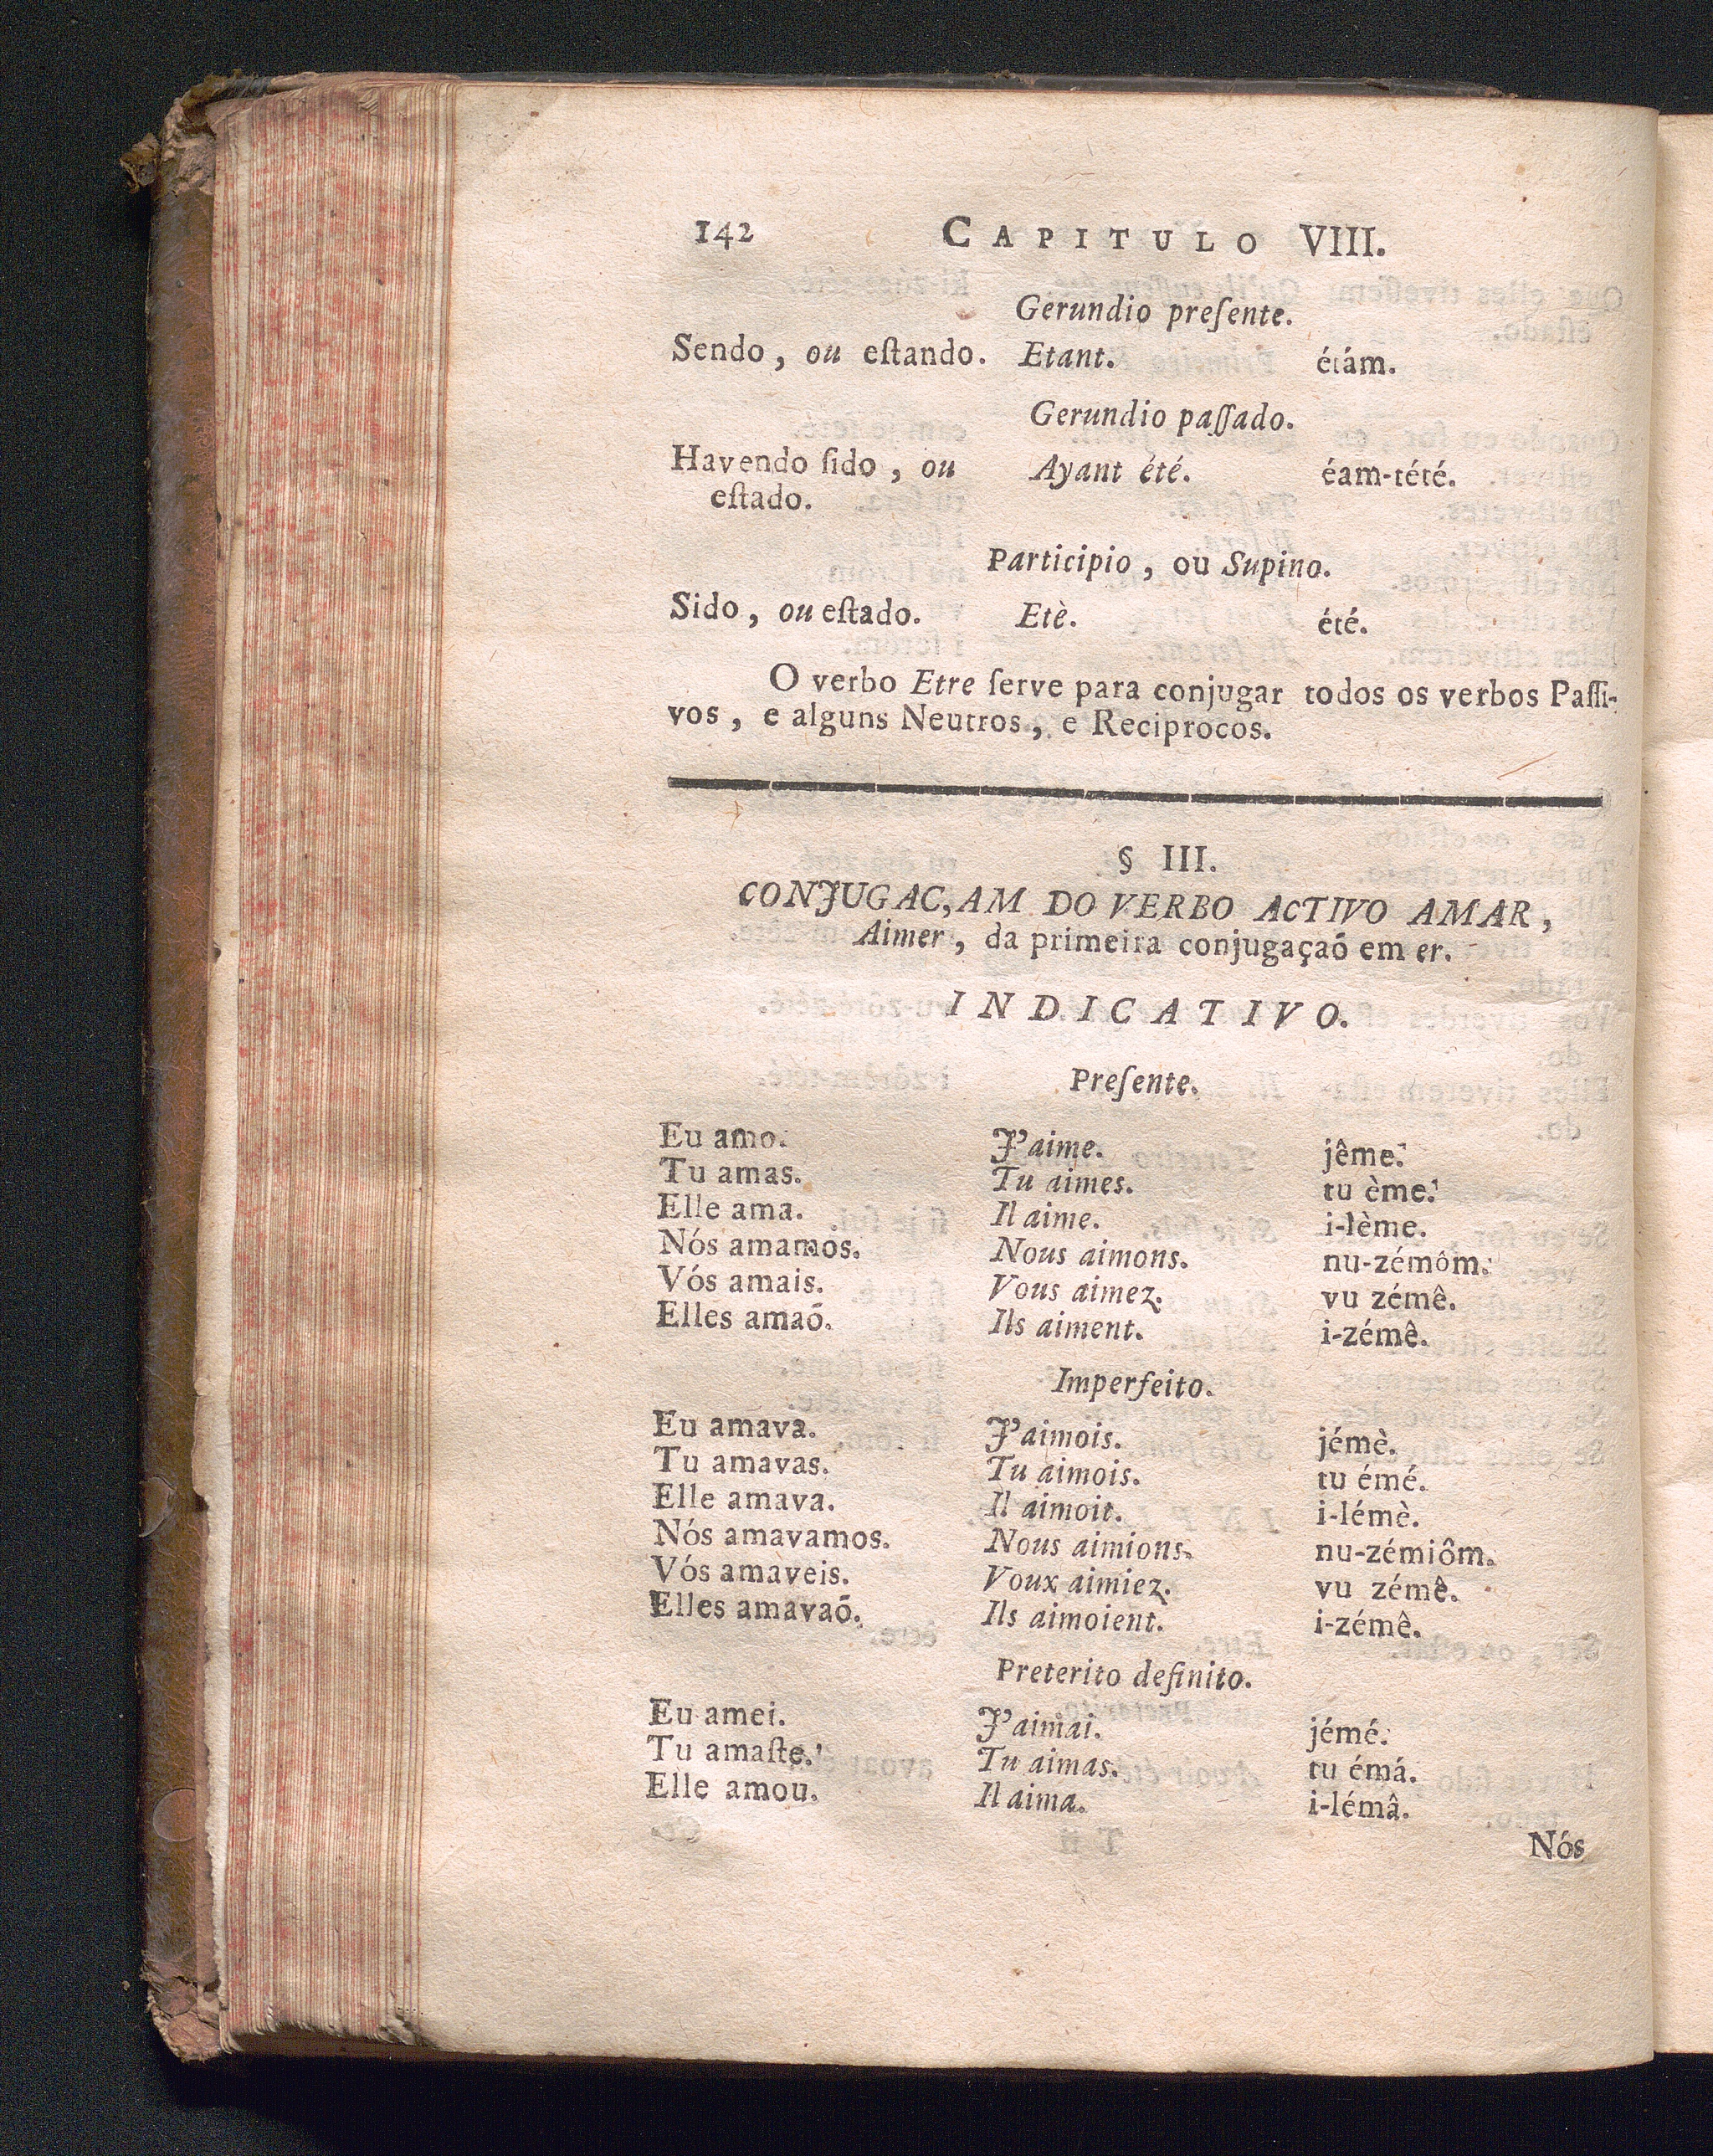 142 CAPITULO VIII.
Gerundio preſente.
Sendo, ou eſtando. Etant. étám.
Gerundio paſſado.
Havendo ſido, ou Ayant été. éam-tété.
eſtado.
Participio, ou Supino.
Sido, ou eſtado. Etè. été.
O verbo Etre ſerve para conjugar todos os verbos Paſſi-
vos, e alguns Neutros, e Reciprocos.
§ III.
CONJUGAC,AM DO VERBO ACTIVO AMAR,
Aimer, da primeira conjugaçaõ em er.
INDICATIVO.
Preſente.
Eu amo. J'aime. jême.
Tu amas. Tu aimes. tu ème.
Elle ama. Il aime. i-lème.
Nós amamos. Nous aimons. nu-zémôm.
Vós amais. Vous aimez. vu zémê.
Elles amaõ. Ils aiment. i-zémê.
Imperfeito.
Eu amava. J'aimois. jémè.
Tu amavas. Tu aimois. tu émé.
Elle amava. Il aimoit. i-lémè.
Nós amavamos. Nous aimions. nu-zémiôm.
Vós amaveis. Voux aimiez. vu zémê.
Elles amavaõ. Ils aimoient. i-zémê.
Preterito definito.
Eu amei. J'aimai. jémé.
Tu amaſte. Tu aimas. tu émá.
Elle amou. Il aima. i-lémâ.
Nós